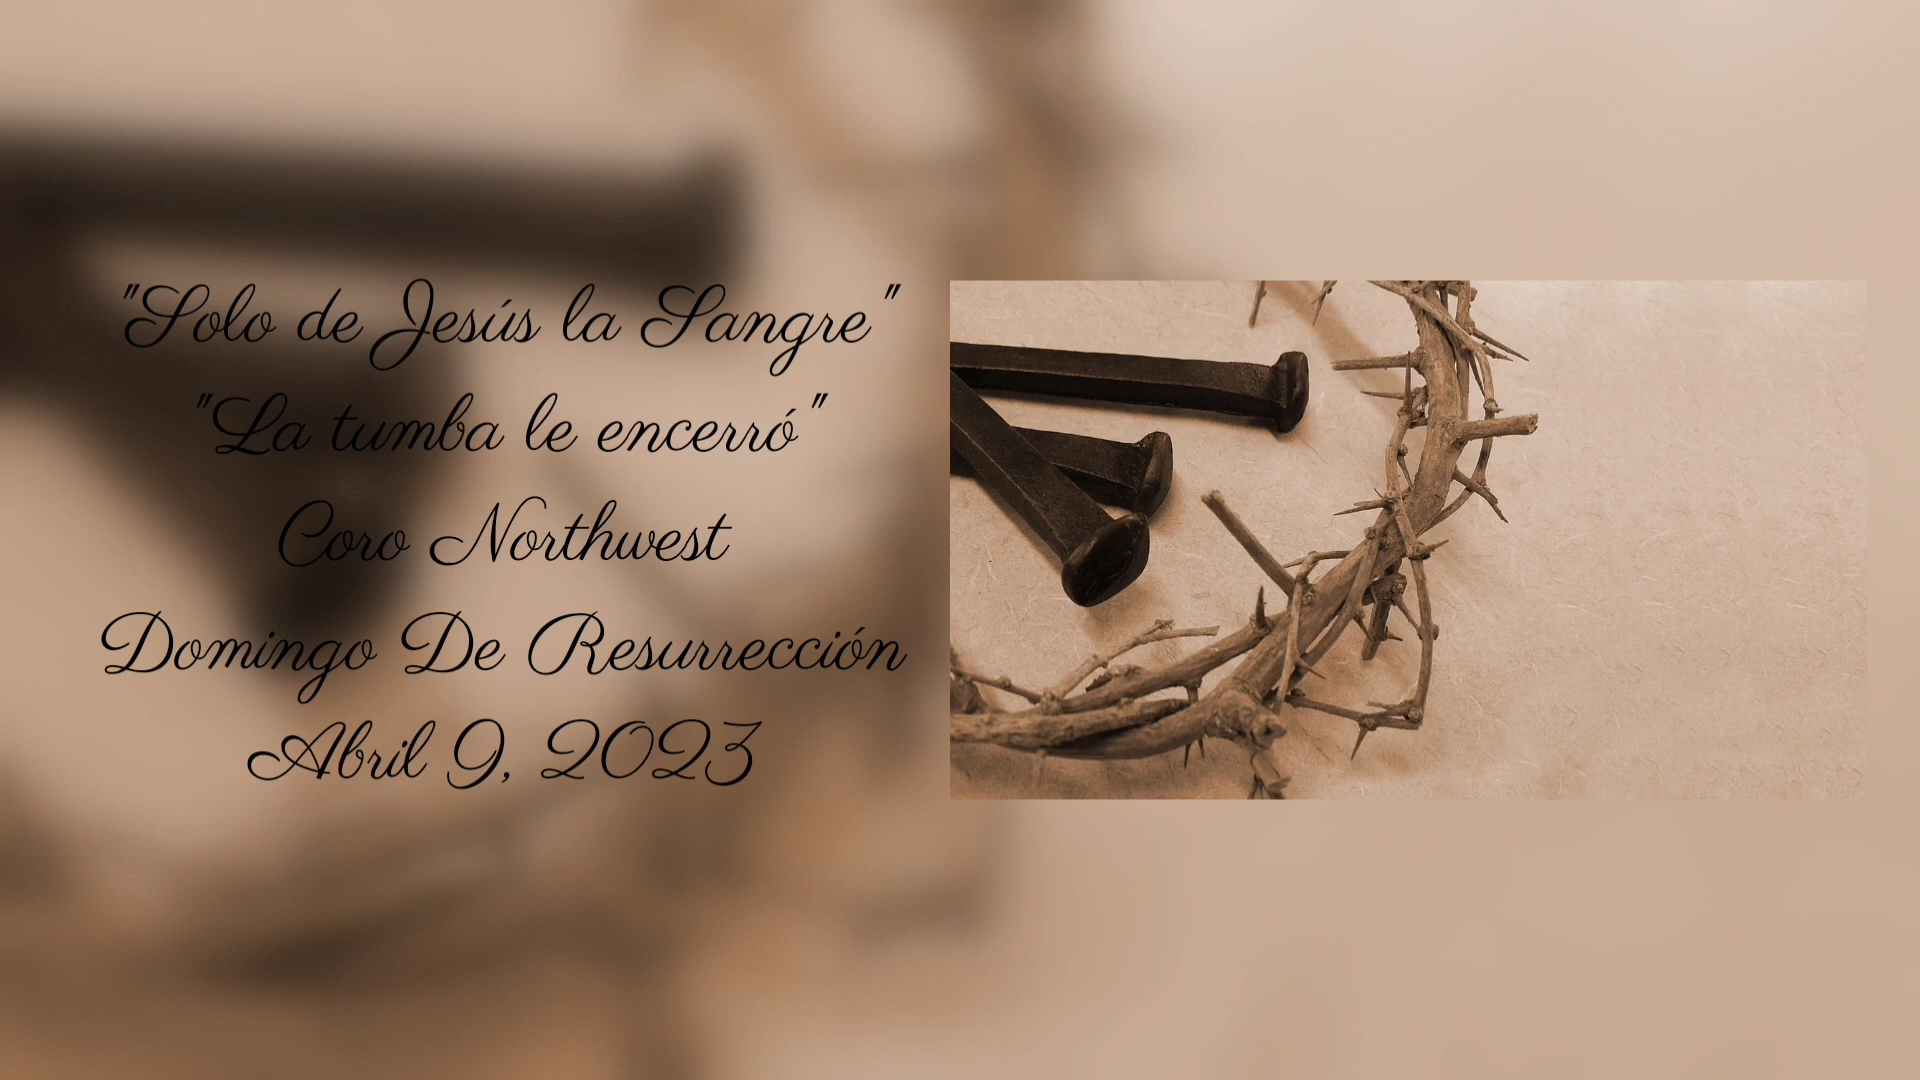 "Solo de Jesús la Sangre"
"La tumba le encerró"
Coro Northwest
Domingo De Resurrección
Abril 9, 2023